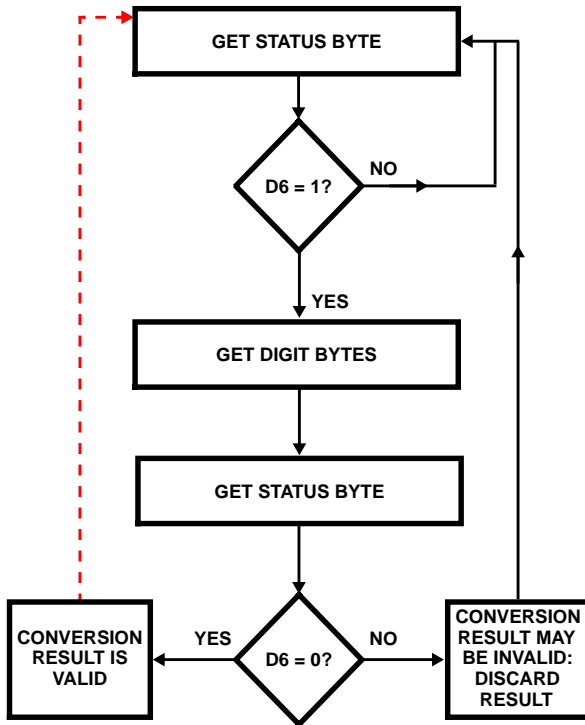 GET STATUS BYTE
D6 = 1?
NO
YES
GET DIGIT BYTES
GET STATUS BYTE
D6 = 0?
YES
NO
CONVERSION
RESULT IS
VALID
CONVERSION
RESULT MAY
BE INVALID:
DISCARD
RESULT